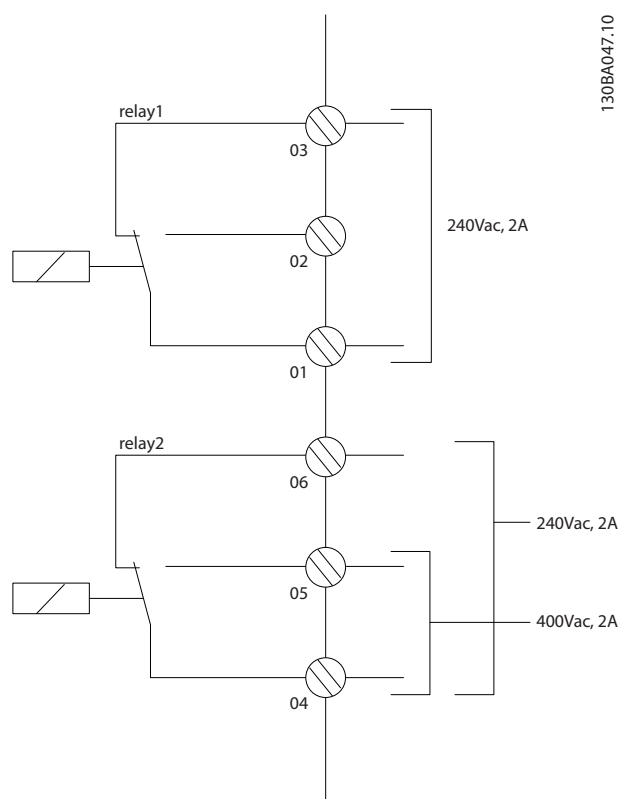 130BA047.10
relay1
03
02
240Vac, 2A
01
relay2
06
240Vac, 2A
05
400Vac, 2A
04